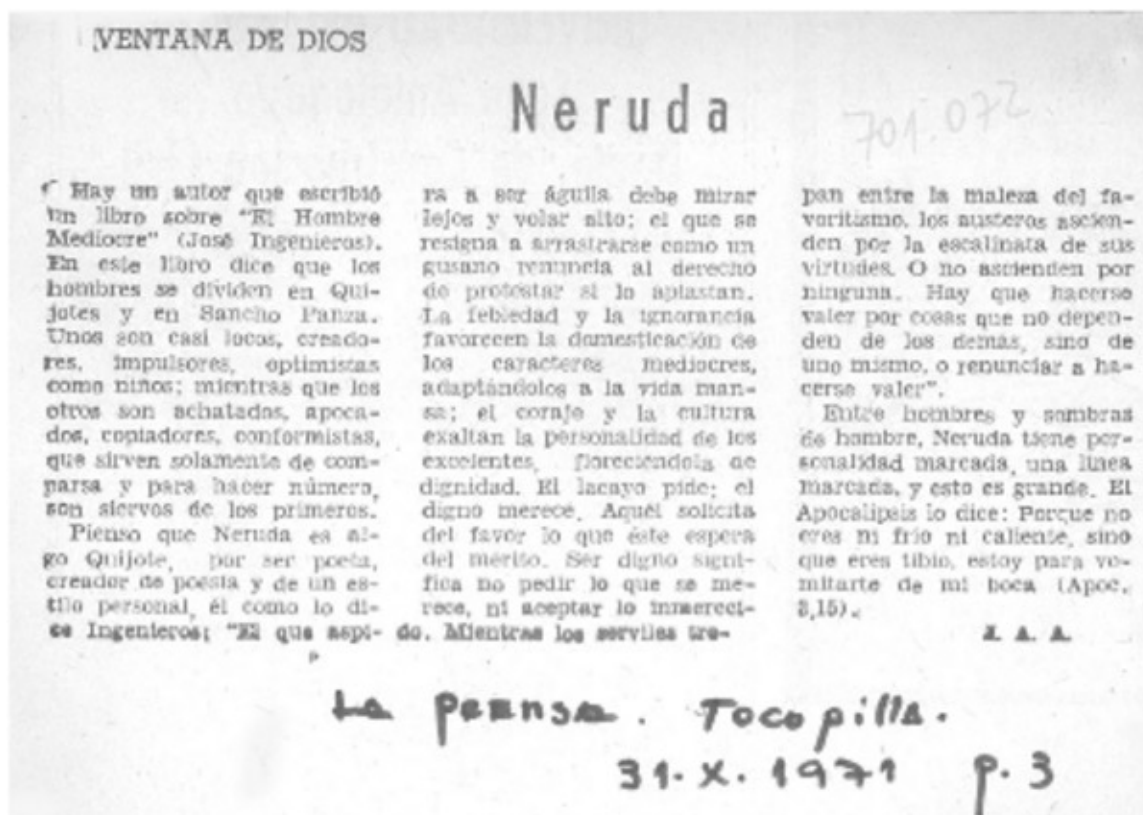 VENTANA DE DIOS
Neruda
701.072
Hay un autor que escribió
un libro sobre "El Hombre
Mediocre" (José Ingenieros).
En este libro dice que los
hombres se dividen en Qui-
jotes y en Sancho Panza.
Unos son casi locos, creado-
res, impulsores, optimistas
como niños; mientras que los
otros son achatados, apoca-
dos, copiadores, conformistas,
que sirven solamente de com-
parsa y para hacer número,
son siervos de los primeros.
Pienso que Neruda es al-
go Quijote, por ser poeta,
creador de poesía y de un es-
tilo personal, él como lo di-
ce Ingenieros: "El que aspi-
ra a ser águila debe mirar
lejos y volar alto; el que se
resigna a arrastrarse como un
gusano renuncia al derecho
de protestar si lo aplastan.
La febledad y la ignorancia
favorecen la domesticación de
los caracteres mediocres,
adaptándolos a la vida man-
sa; el coraje y la cultura
exaltan la personalidad de los
excelentes, floreciéndola de
dignidad. El lacayo pide; el
digno merece. Aquél solicita
del favor lo que éste espera
del mérito. Ser digno signi-
fica no pedir lo que se me-
rece, ni aceptar lo inmereci-
do. Mientras los serviles tre-
pan entre la maleza del fa-
voritismo, los austeros ascien-
den por la escalinata de sus
virtudes. O no ascienden por
ninguna. Hay que hacerse
valer por cosas que no depen-
den de los demás, sino de
uno mismo, o renunciar a ha-
cerse valer".
Entre hombres y sombras
de hombre, Neruda tiene per-
sonalidad marcada, una línea
marcada, y esto es grande. El
Apocalipsis lo dice: Porque no
eres ni frío ni caliente, sino
que eres tibio, estoy para vo-
mitarte de mi boca (Apoc.
3,15).
A. A.
La Prensa. Tocopilla.
31.X.1971 p.3